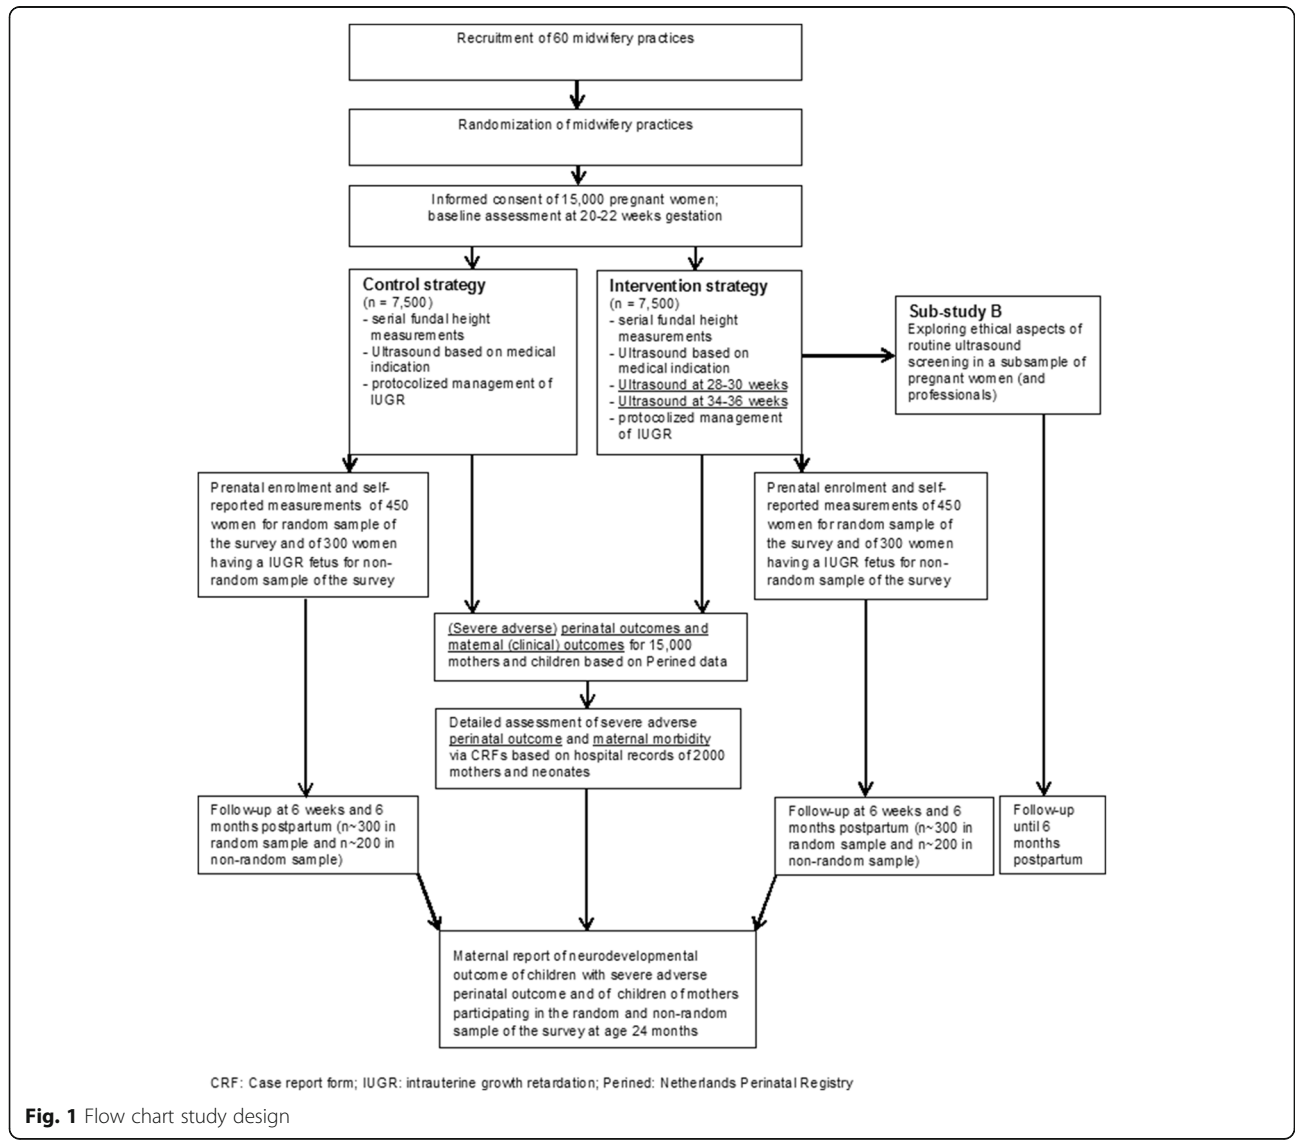 Recruitment of 60 midwifery practices
Randomization of midwifery practices
Informed consent of 15,000 pregnant women;
baseline assessment at 20-22 weeks gestation
Control strategy
(n = 7,500)
- serial fundal height
measurements
- Ultrasound based on medical
indication
- protocolized management of
IUGR
Intervention strategy
(n = 7,500)
- serial fundal height
measurements
- Ultrasound based on
medical indication
- Ultrasound at 28-30 weeks
- Ultrasound at 34-36 weeks
- protocolized management
of IUGR
Sub-study B
Exploring ethical aspects of
routine ultrasound
screening in a subsample of
pregnant women (and
professionals)
Prenatal enrolment and self-
reported measurements of 450
women for random sample of
the survey and of 300 women
having a IUGR fetus for non-
random sample of the survey
Prenatal enrolment and self-
reported measurements of 450
women for random sample of
the survey and of 300 women
having a IUGR fetus for non-
random sample of the survey
(Severe adverse) perinatal outcomes and
maternal (clinical) outcomes for 15,000
mothers and children based on Perined data
Detailed assessment of severe adverse
perinatal outcome and maternal morbidity
via CRFs based on hospital records of 2000
mothers and neonates
Follow-up at 6 weeks and 6
months postpartum (n~300 in
random sample and n~200 in
non-random sample)
Follow-up at 6 weeks and 6
months postpartum (n~300 in
random sample and n~200 in
non-random sample)
Follow-up
until 6
months
postpartum
Maternal report of neurodevelopmental
outcome of children with severe adverse
perinatal outcome and of children of mothers
participating in the random and non-random
sample of the survey at age 24 months
CRF: Case report form; IUGR: intrauterine growth retardation; Perined: Netherlands Perinatal Registry
Fig. 1 Flow chart study design